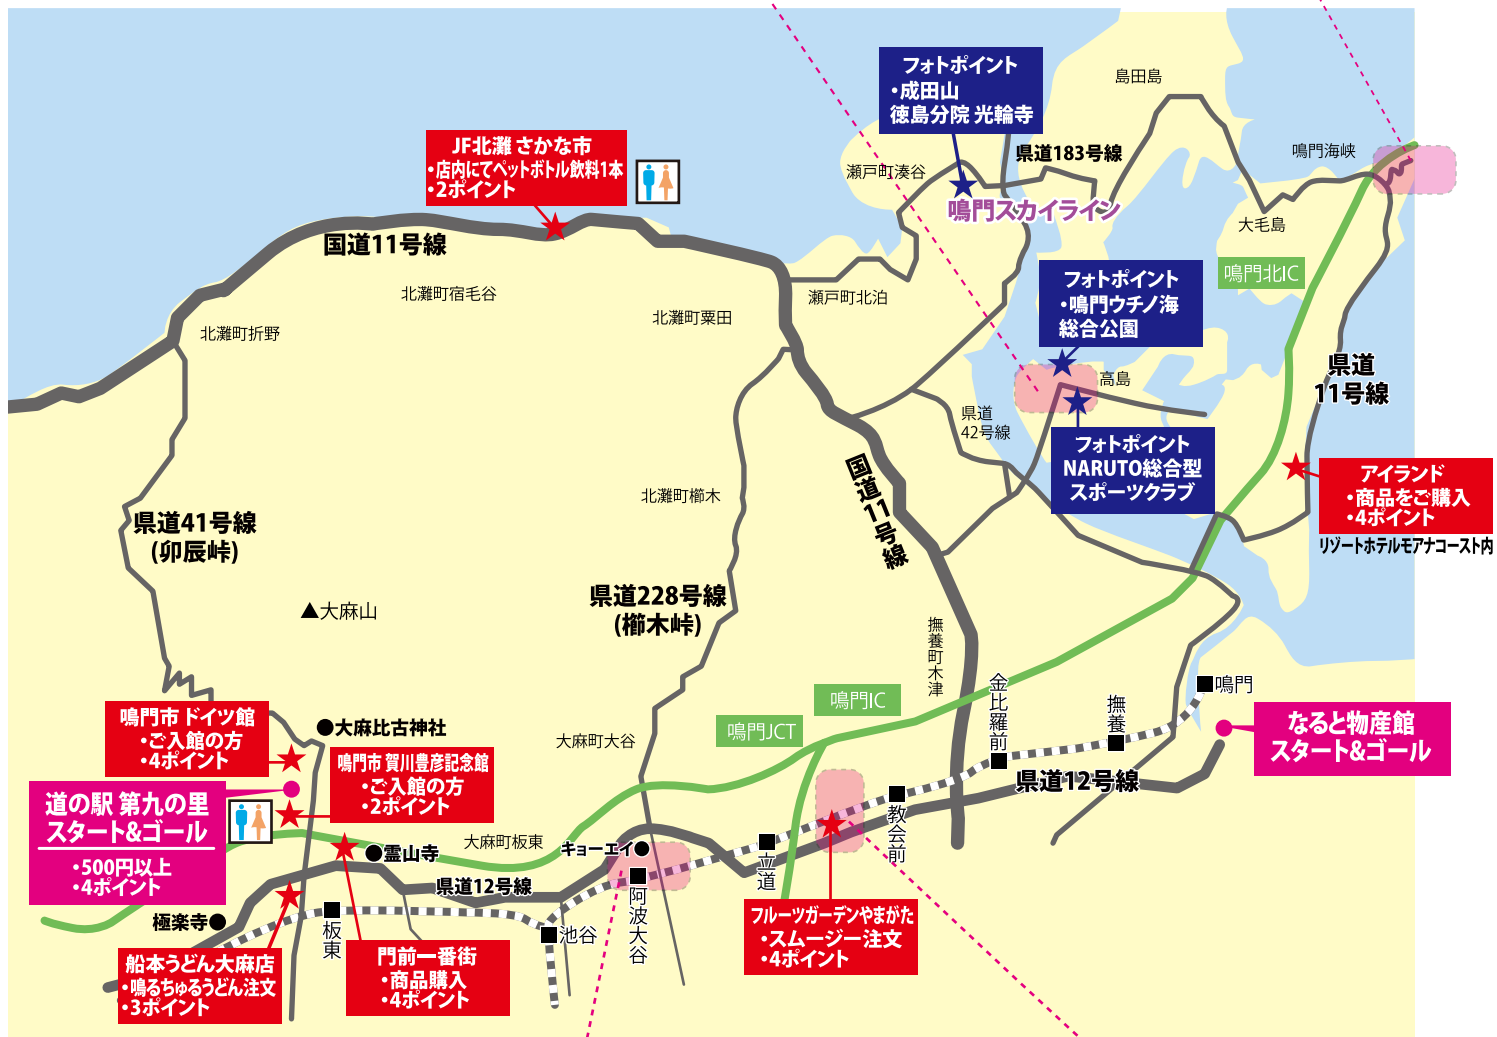 フォトポイント
・成田山
徳島分院 光輪寺
島田島
県道183号線
鳴門海峡
瀬戸町湊谷
鳴門スカイライン
大毛島
JF北灘 さかな市
・店内にてペットボトル飲料1本
・2ポイント
国道11号線
北灘町宿毛谷
北灘町折野
北灘町粟田
瀬戸町北泊
フォトポイント
・鳴門ウチノ海
総合公園
鳴門北IC
高島
県道
11号線
県道
42号線
フォトポイント
NARUTO総合型
スポーツクラブ
アイランド
・商品をご購入
・4ポイント
リゾートホテルモアナコースト内
国道11号線
北灘町櫛木
県道41号線
(卯辰峠)
県道228号線
(櫛木峠)
▲大麻山
撫養町木津
鳴門市 ドイツ館
・ご入館の方
・4ポイント
●大麻比古神社
鳴門市 賀川豊彦記念館
・ご入館の方
・2ポイント
道の駅 第九の里
スタート&ゴール
・500円以上
・4ポイント
大麻町大谷
鳴門JCT
鳴門IC
金比羅前
撫養
鳴門
なると物産館
スタート&ゴール
県道12号線
教会前
立道
大麻町板東
キョーエイ●
●霊山寺
県道12号線
阿波大谷
池谷
板東
極楽寺●
船本うどん大麻店
・鳴るちゅるうどん注文
・3ポイント
門前一番街
・商品購入
・4ポイント
フルーツガーデンやまがた
・スムージー注文
・4ポイント